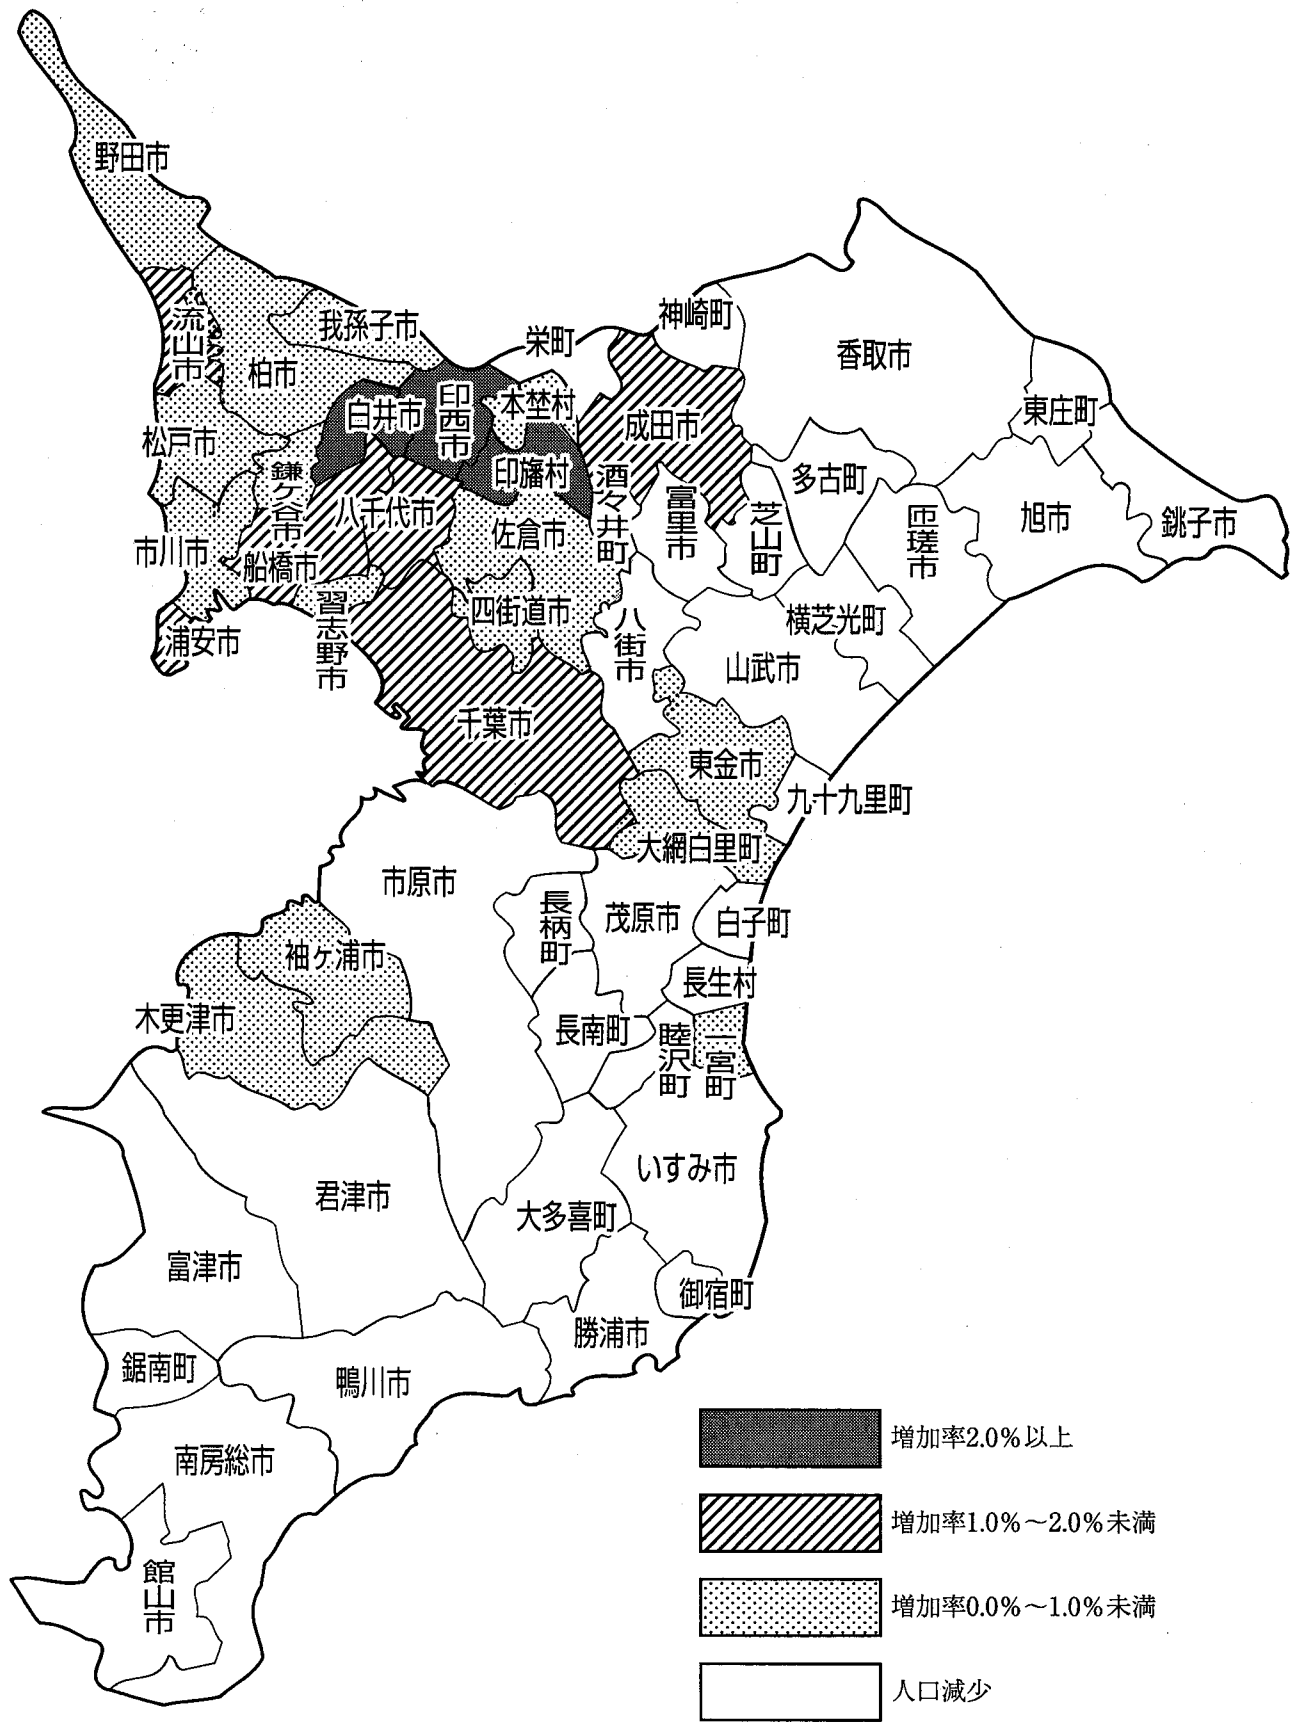 野田市
流山市
柏市
我孫子市
栄町
神崎町
香取市
東庄町
松戸市
鎌ケ谷市
白井市
印西市
本埜村
印旛村
成田市
酒々井町
富里市
芝山町
多古町
匝瑳市
旭市
銚子市
市川市
船橋市
八千代市
佐倉市
浦安市
習志野市
四街道市
八街市
横芝光町
山武市
千葉市
東金市
九十九里町
大網白里町
市原市
長柄町
茂原市
白子町
袖ヶ浦市
長生村
木更津市
長南町
睦沢町
一宮町
君津市
大多喜町
いすみ市
富津市
御宿町
勝浦市
鋸南町
鴨川市
南房総市
館山市
増加率2.0%以上
増加率1.0%～2.0%未満
増加率0.0%～1.0%未満
人口減少